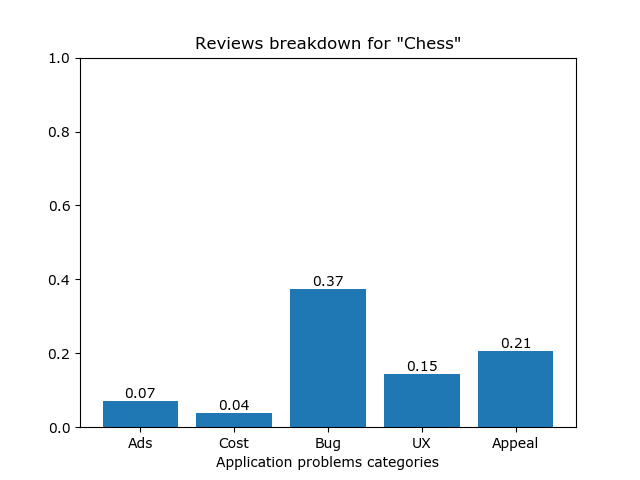 Reviews breakdown for "Chess"
1.0
0.8
0.6
0.4
0.2
0.0
0.07
0.04
0.37
0.15
0.21
Ads
Cost
Bug
UX
Appeal
Application problems categories